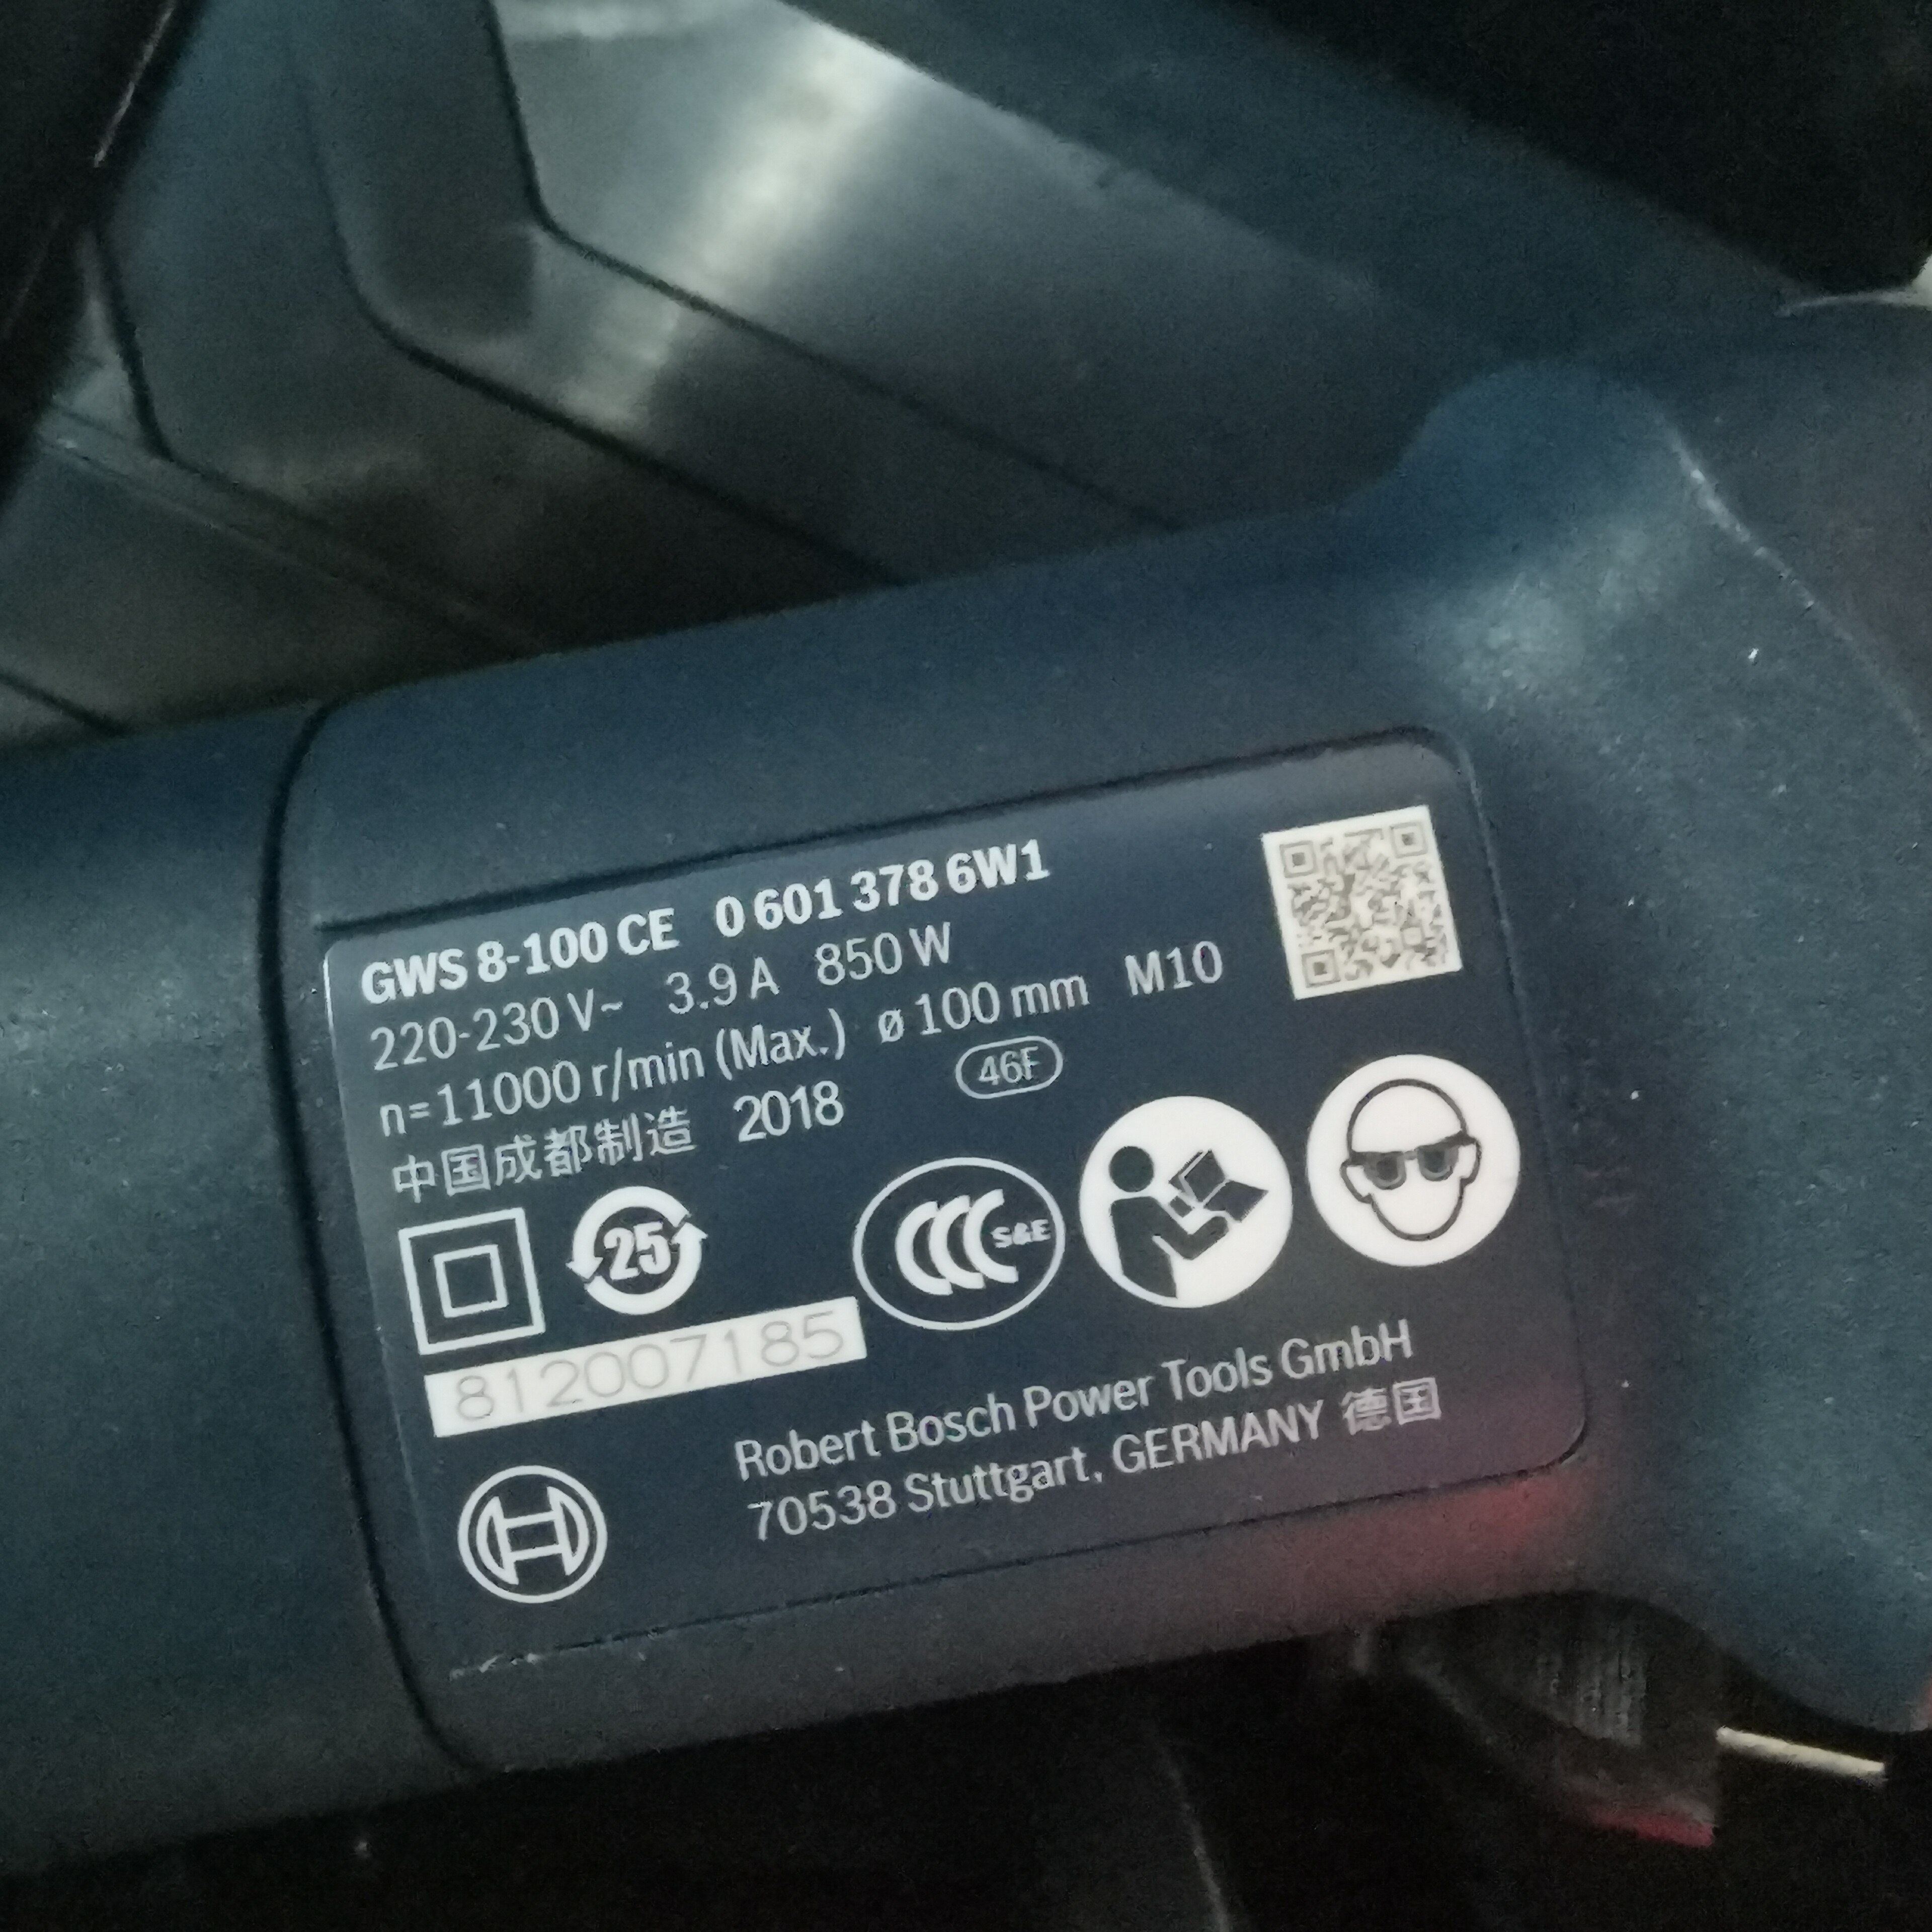 GWS 8-100 CE 0 601 378 6W1
220-230 V~ 3.9 A 850 W
n=11000 r/min (Max.) ø 100 mm M10
中国成都制造 2018 46F
25
CCC S&E
812007185
Robert Bosch Power Tools GmbH
70538 Stuttgart, GERMANY 德国